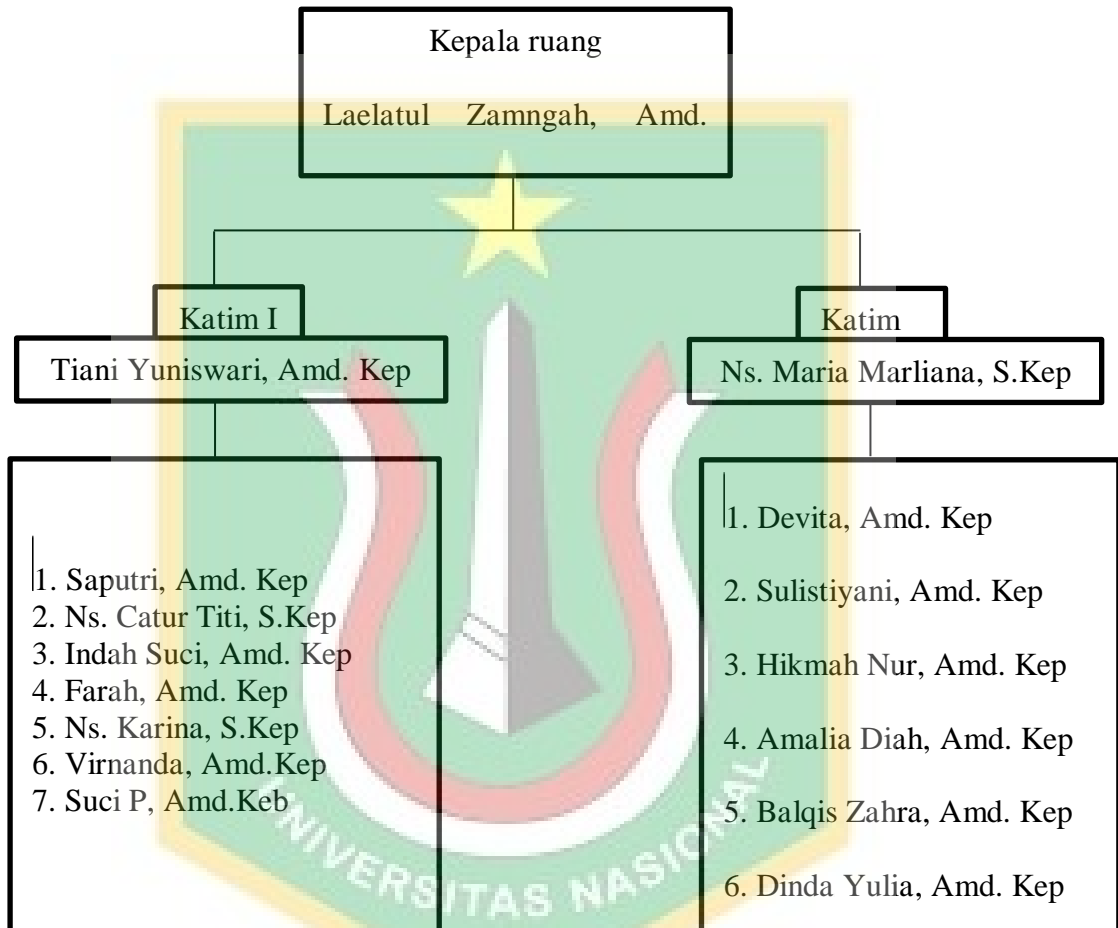 Kepala ruang
Laelatul Zamngah, Amd.
Katim I
Tiani Yuniswari, Amd. Kep
Katim
Ns. Maria Marliana, S.Kep
1. Saputri, Amd. Kep
2. Ns. Catur Titi, S.Kep
3. Indah Suci, Amd. Kep
4. Farah, Amd. Kep
5. Ns. Karina, S.Kep
6. Virnanda, Amd.Kep
7. Suci P, Amd.Keb
1. Devita, Amd. Kep
2. Sulistiyani, Amd. Kep
3. Hikmah Nur, Amd. Kep
4. Amalia Diah, Amd. Kep
5. Balqis Zahra, Amd. Kep
6. Dinda Yulia, Amd. Kep
UNIVERSITAS NASIONAL